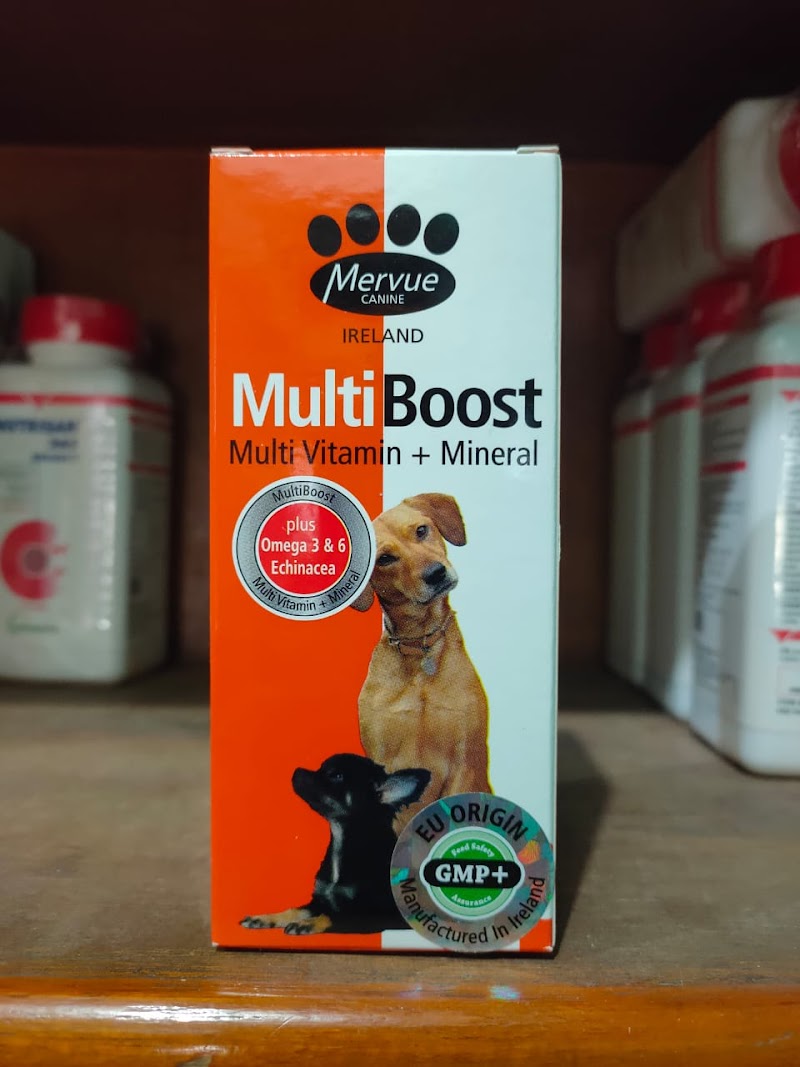 Mervue
CANINE
IRELAND
MultiBoost
Multi Vitamin + Mineral
MultiBoost
plus
Omega 3 & 6
Echinacea
Multi Vitamin + Mineral
EU ORIGIN
Feed Safety
GMP+
Assurance
Manufactured In Ireland